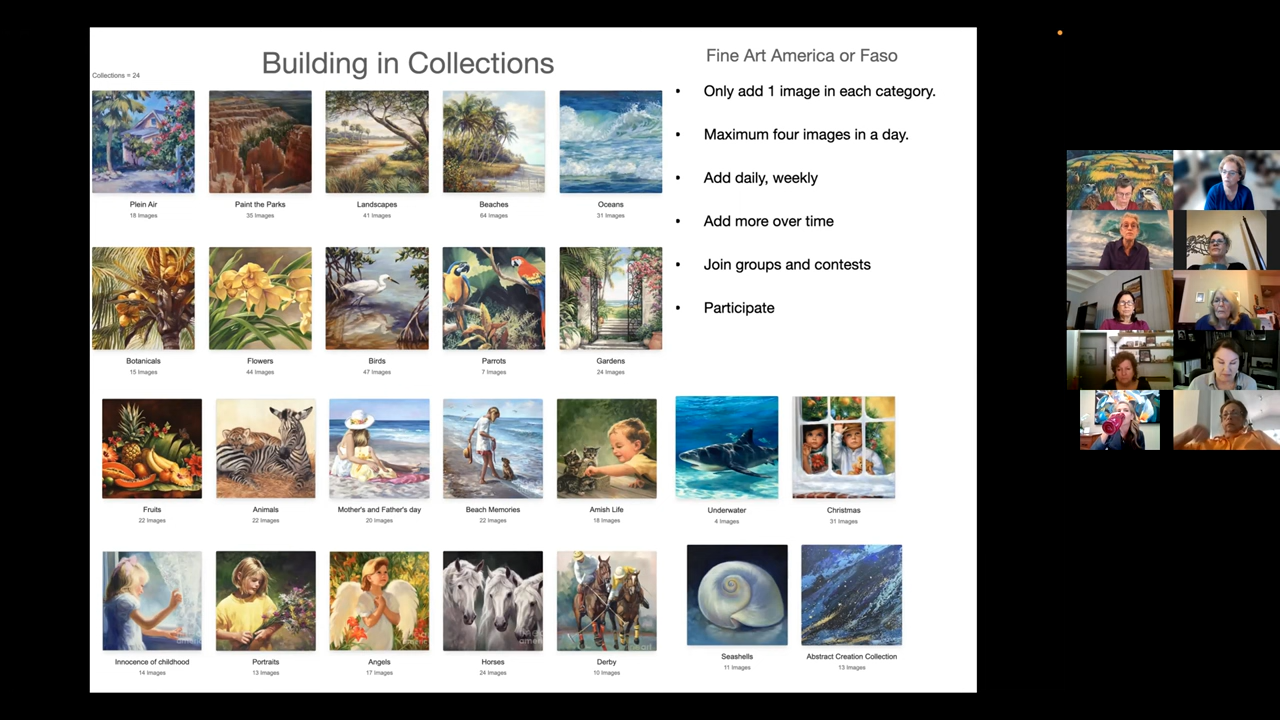 Building in Collections
Collections = 24
Plein Air
18 Images
Paint the Parks
35 Images
Landscapes
41 Images
Beaches
64 Images
Oceans
31 Images
Botanicals
15 Images
Flowers
44 Images
Birds
47 Images
Parrots
7 Images
Gardens
24 Images
Fruits
22 Images
Animals
22 Images
Mother's and Father's day
20 Images
Beach Memories
22 Images
Amish Life
18 Images
Underwater
4 Images
Christmas
31 Images
Innocence of childhood
14 Images
Portraits
13 Images
Angels
17 Images
Horses
24 Images
Derby
10 Images
Seashells
11 Images
Abstract Creation Collection
13 Images
Fine Art America or Faso
• Only add 1 image in each category.
• Maximum four images in a day.
• Add daily, weekly
• Add more over time
• Join groups and contests
• Participate